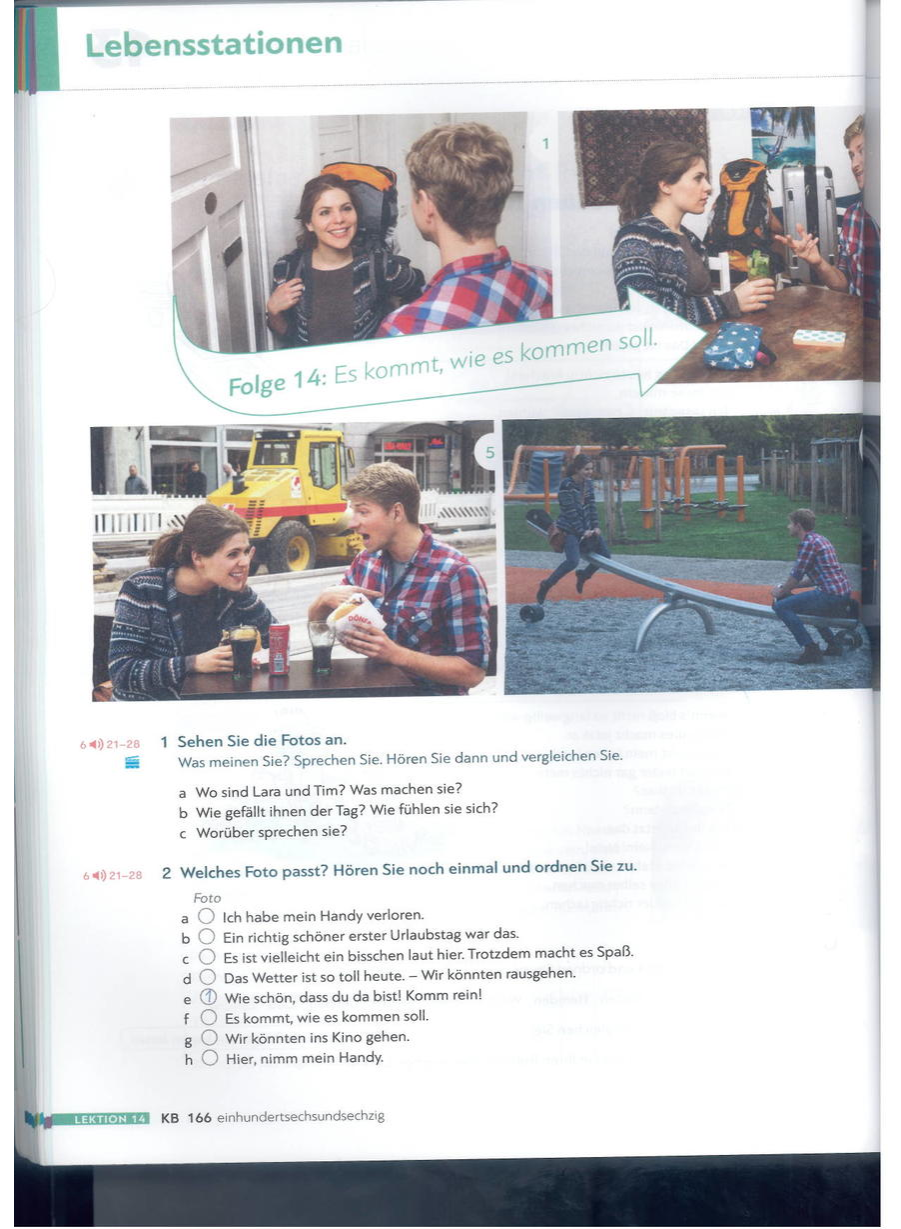 Lebensstationen
1
Folge 14: Es kommt, wie es kommen soll.
5
DÖNER
6 21–28
1 Sehen Sie die Fotos an.
Was meinen Sie? Sprechen Sie. Hören Sie dann und vergleichen Sie.
a Wo sind Lara und Tim? Was machen sie?
b Wie gefällt ihnen der Tag? Wie fühlen sie sich?
c Worüber sprechen sie?
6 21–28
2 Welches Foto passt? Hören Sie noch einmal und ordnen Sie zu.
Foto
a Ich habe mein Handy verloren.
b Ein richtig schöner erster Urlaubstag war das.
c Es ist vielleicht ein bisschen laut hier. Trotzdem macht es Spaß.
d Das Wetter ist so toll heute. – Wir könnten rausgehen.
e 1 Wie schön, dass du da bist! Komm rein!
f Es kommt, wie es kommen soll.
g Wir könnten ins Kino gehen.
h Hier, nimm mein Handy.
LEKTION 14 KB 166 einhundertsechsundsechzig